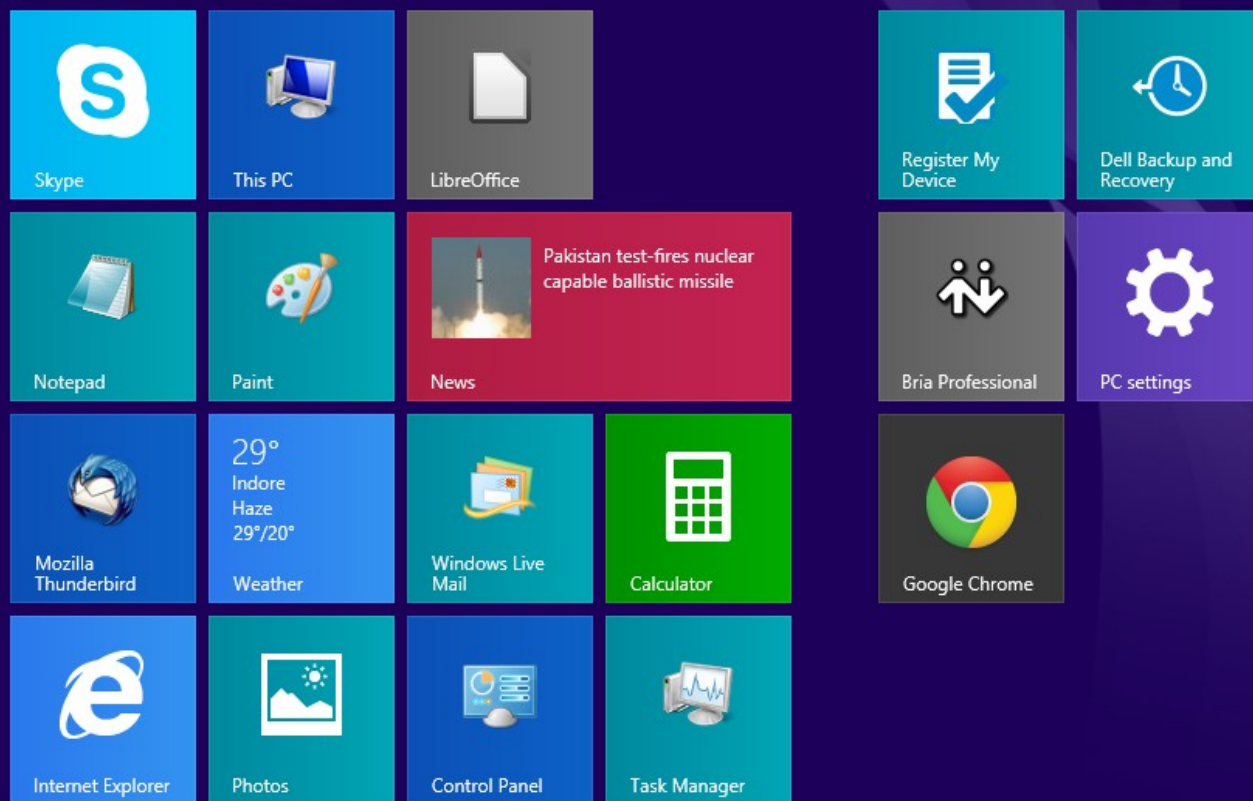 Skype
This PC
LibreOffice
Register My
Device
Dell Backup and
Recovery
Notepad
Paint
Pakistan test-fires nuclear
capable ballistic missile
News
Bria Professional
PC settings
Mozilla
Thunderbird
29°
Indore
Haze
29°/20°
Weather
Windows Live
Mail
Calculator
Google Chrome
Internet Explorer
Photos
Control Panel
Task Manager